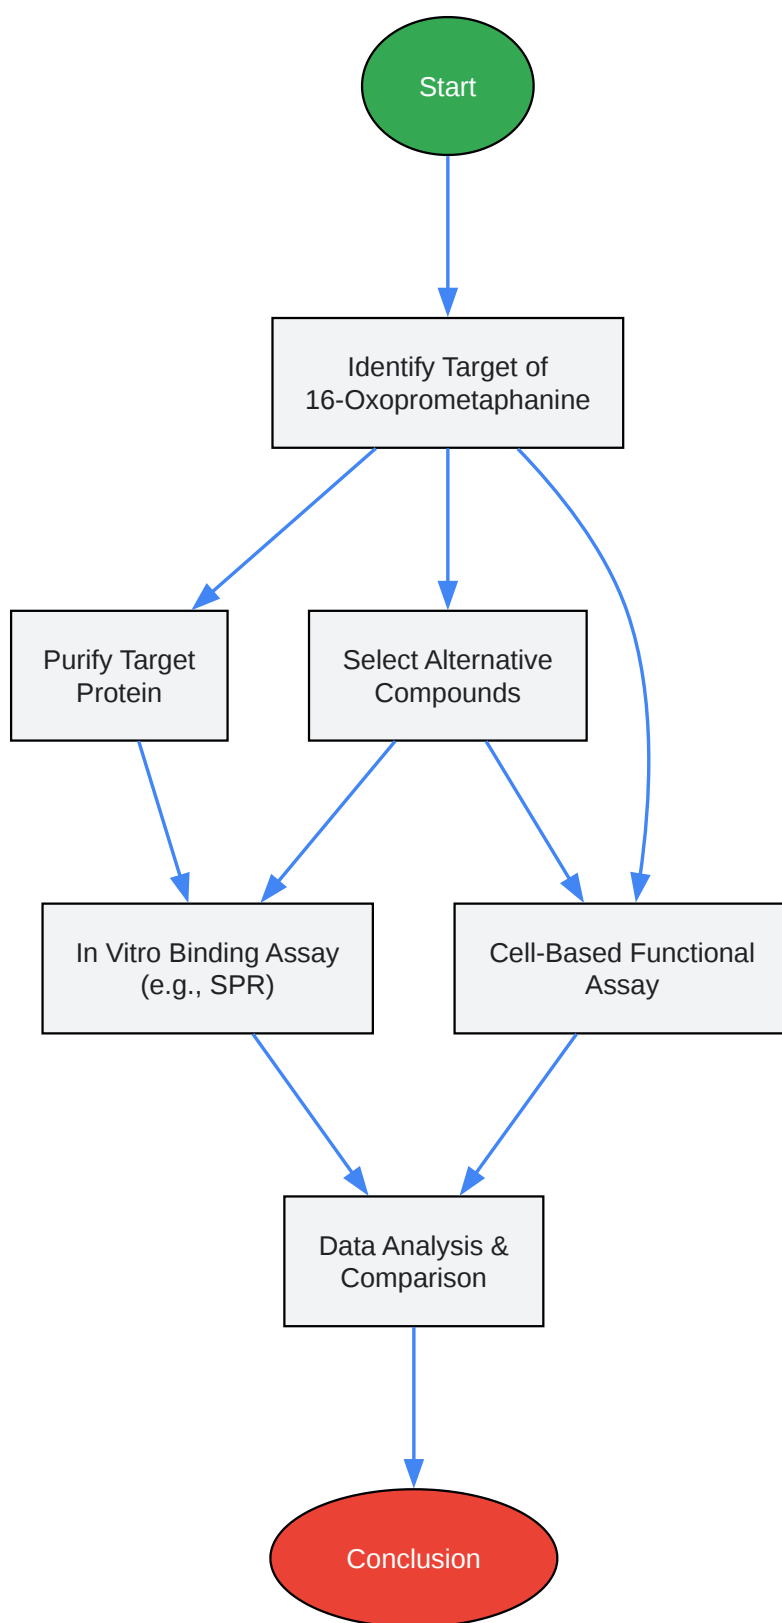 Start
Identify Target of
16-Oxoprometaphanine
Purify Target
Protein
Select Alternative
Compounds
In Vitro Binding Assay
(e.g., SPR)
Cell-Based Functional
Assay
Data Analysis &
Comparison
Conclusion